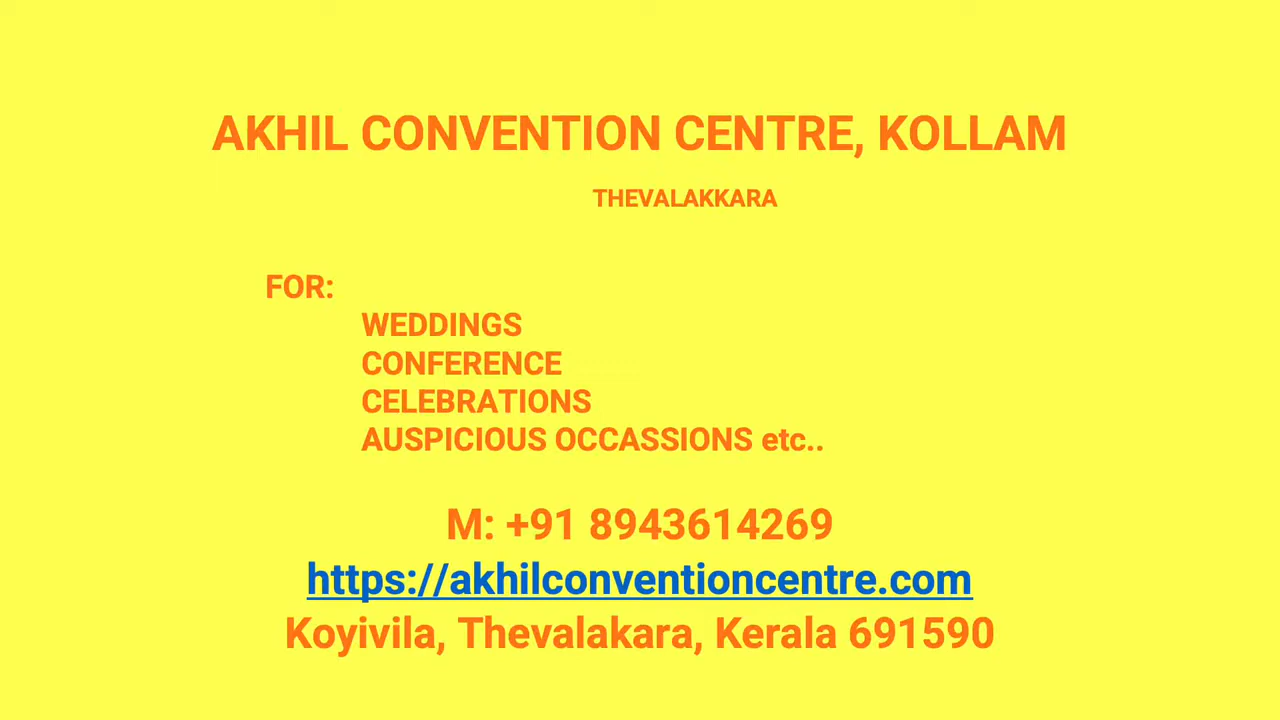 AKHIL CONVENTION CENTRE, KOLLAM
THEVALAKKARA
FOR:
WEDDINGS
CONFERENCE
CELEBRATIONS
AUSPICIOUS OCCASSIONS etc..
M: +91 8943614269
https://akhilconventioncentre.com
Koyivila, Thevalakara, Kerala 691590